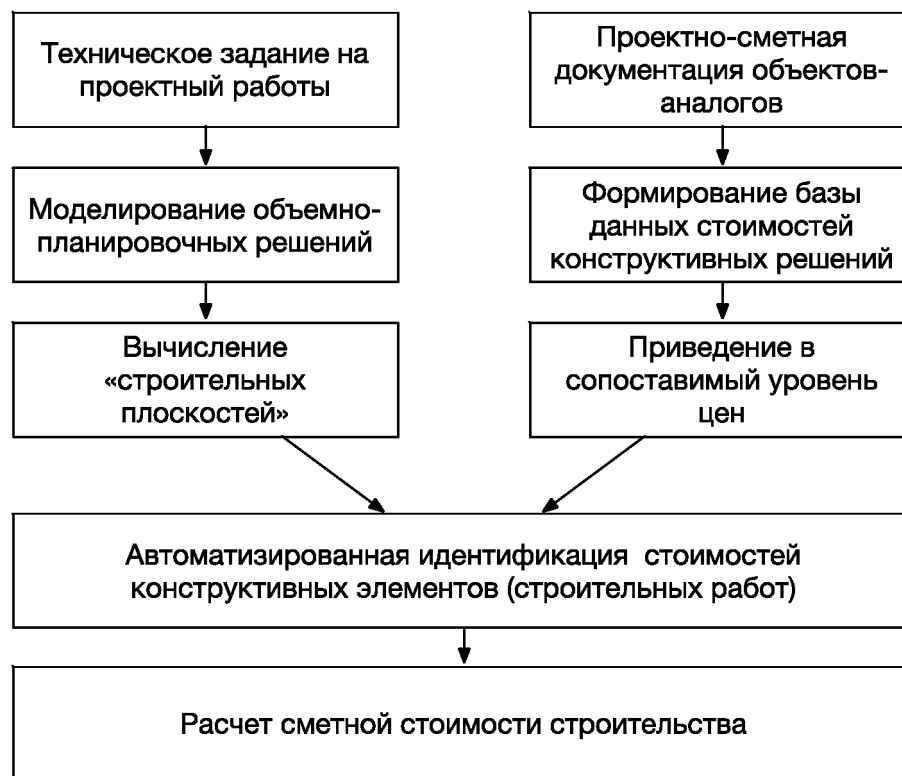 Техническое задание на
проектный работы
Проектно-сметная
документация объектов-
аналогов
Моделирование объемно-
планировочных решений
Формирование базы
данных стоимостей
конструктивных решений
Вычисление
«строительных
плоскостей»
Приведение в
сопоставимый уровень
цен
Автоматизированная идентификация стоимостей
конструктивных элементов (строительных работ)
Расчет сметной стоимости строительства